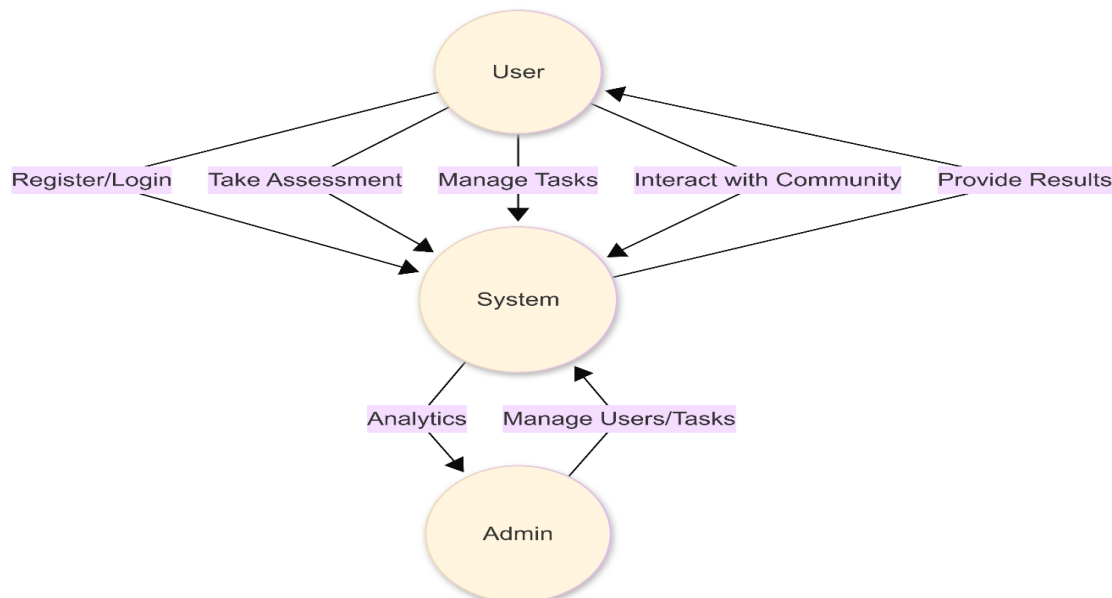 User
Register/Login
Take Assessment
Manage Tasks
Interact with Community
Provide Results
System
Analytics
Manage Users/Tasks
Admin